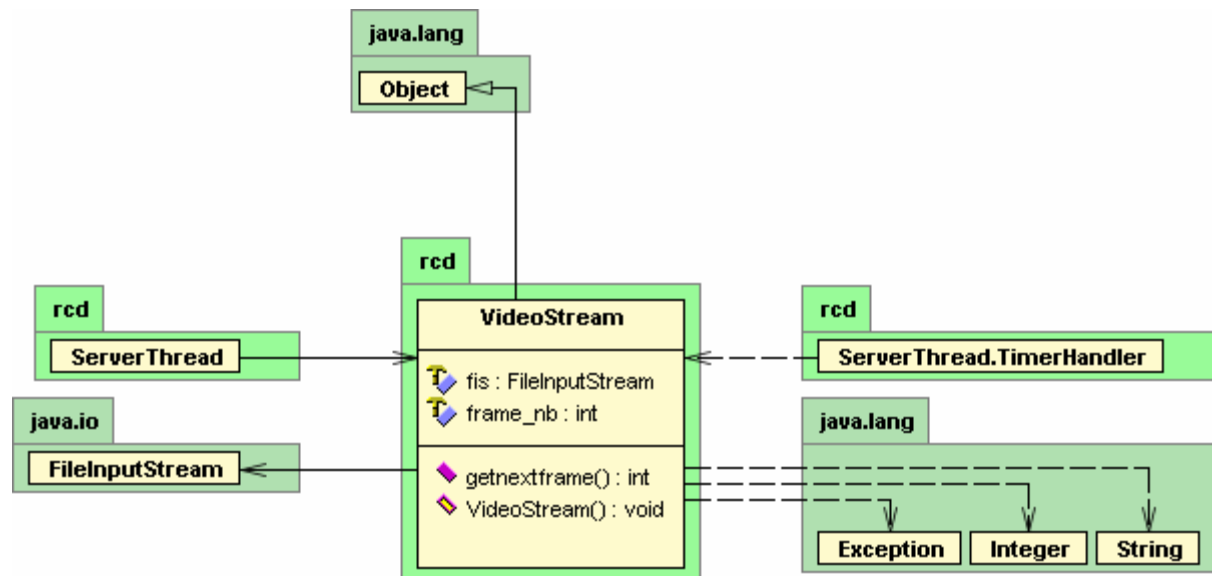 java.lang
Object
rcd
VideoStream
fis : FileInputStream
frame_nb : int
getnextframe() : int
VideoStream() : void
rcd
ServerThread
java.io
FileInputStream
rcd
ServerThread.TimerHandler
java.lang
Exception
Integer
String